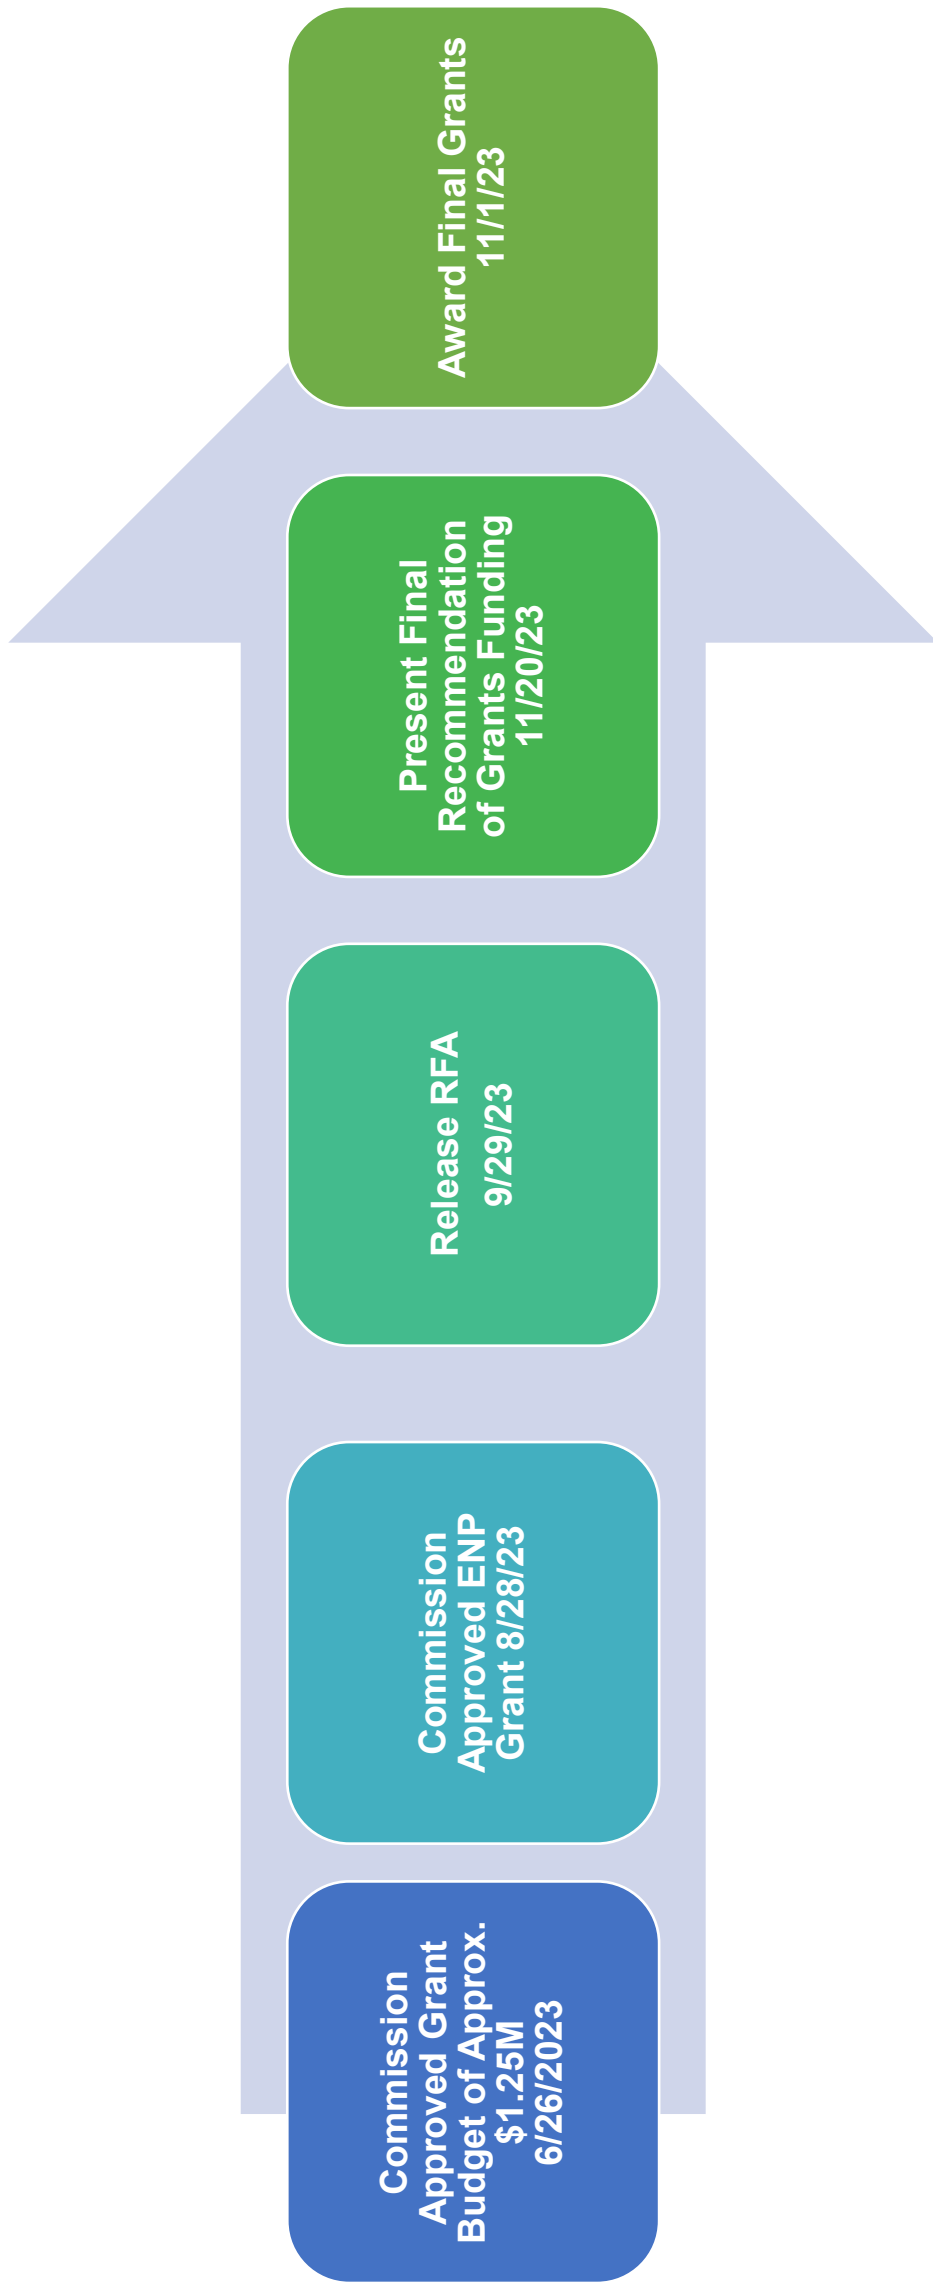 Commission
Approved Grant
Budget of Approx.
$1.25M
6/26/2023
Commission
Approved ENP
Grant 8/28/23
Release RFA
9/29/23
Present Final
Recommendation
of Grants Funding
11/20/23
Award Final Grants
11/1/23